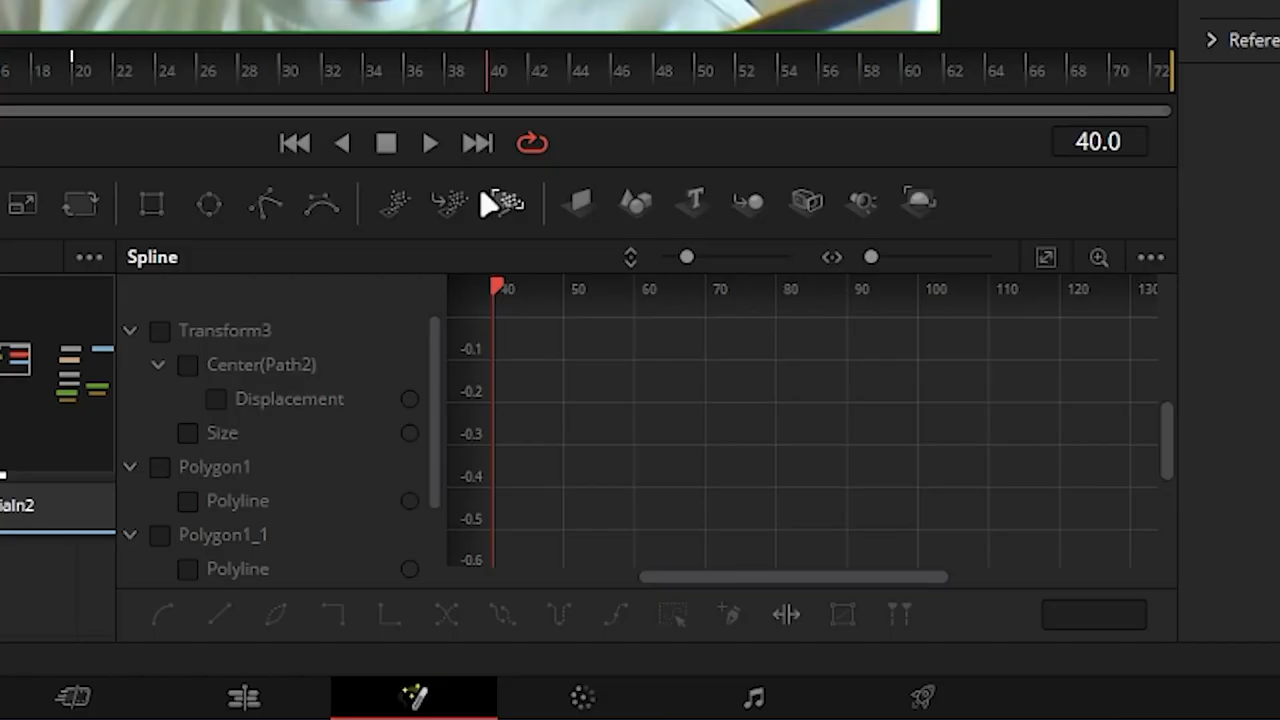 Refere
6 18 20 22 24 26 28 30 32 34 36 38 40 42 44 46 48 50 52 54 56 58 60 62 64 66 68 70 72
40.0
Spline
40 50 60 70 80 90 100 110 120 130
Transform3
-0.1
Center(Path2)
-0.2
Displacement
-0.3
Size
Polygon1
-0.4
Polyline
iaIn2
-0.5
Polygon1_1
-0.6
Polyline